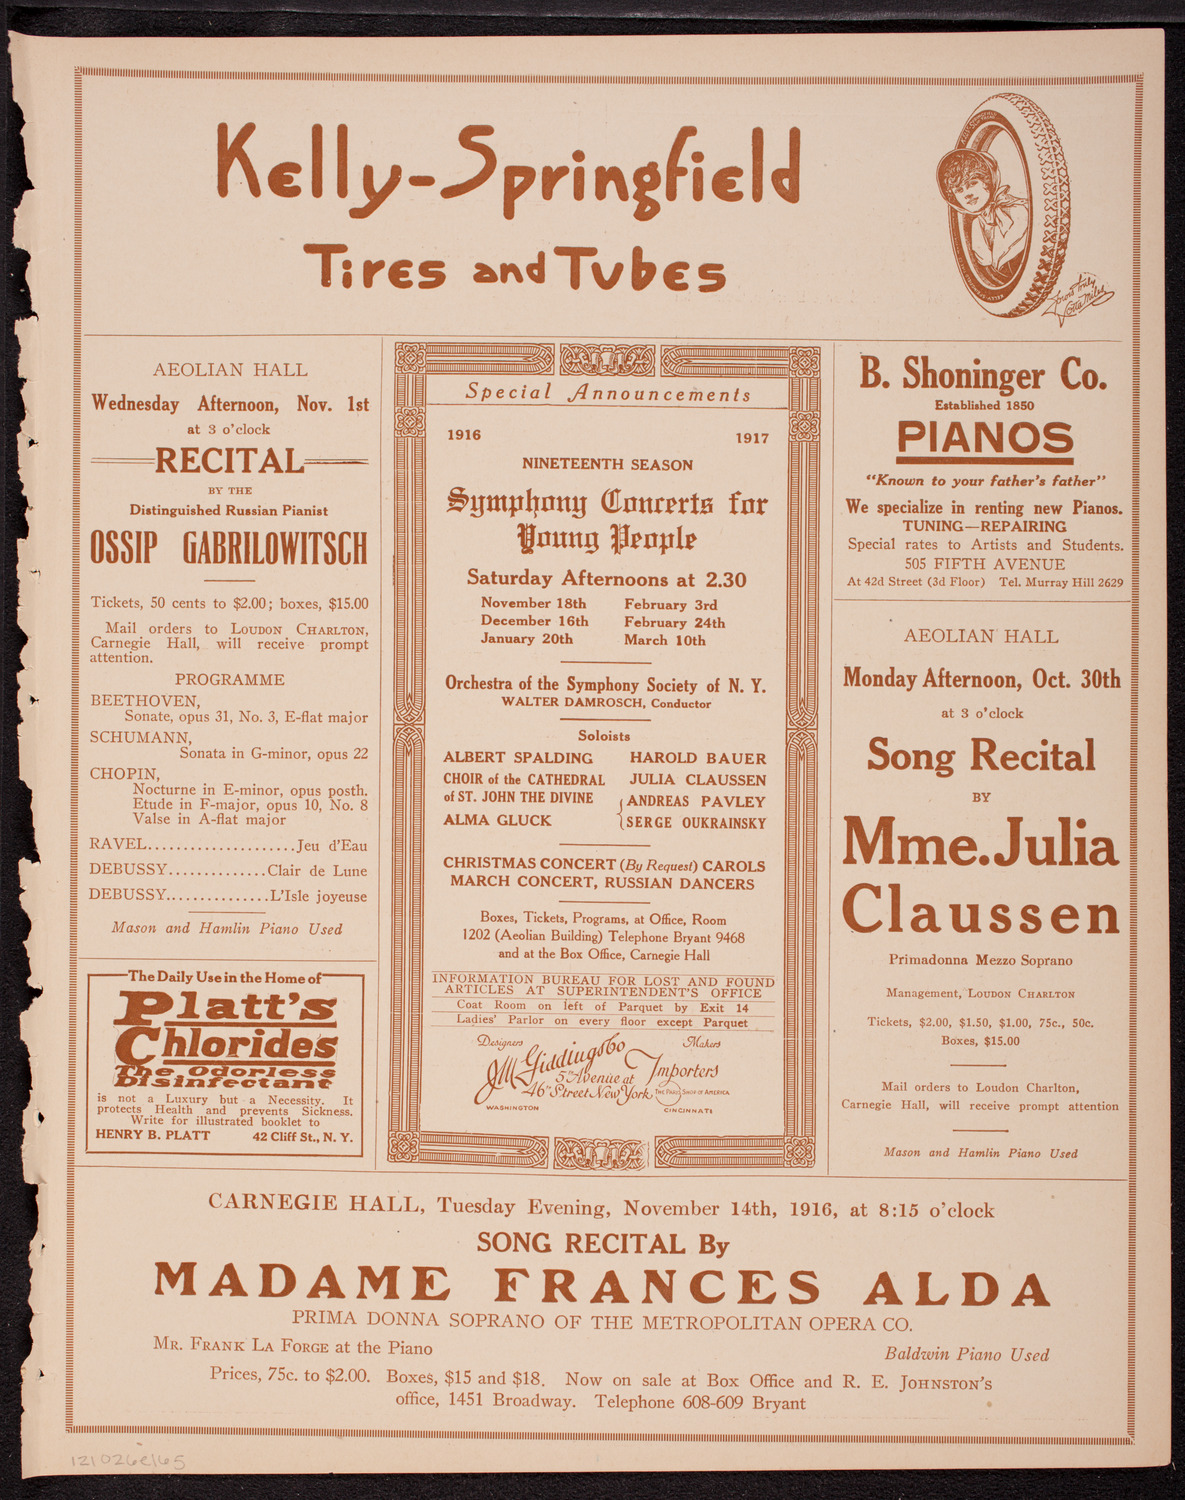 Kelly-Springfield
Tires and Tubes
KELLY-SPRINGFIELD
Yours truly
Lotta Miles
AEOLIAN HALL
Wednesday Afternoon, Nov. 1st
at 3 o'clock
RECITAL
BY THE
Distinguished Russian Pianist
OSSIP GABRILOWITSCH
Tickets, 50 cents to $2.00; boxes, $15.00
Mail orders to LOUDON CHARLTON,
Carnegie Hall, will receive prompt
attention.
PROGRAMME
BEETHOVEN,
Sonate, opus 31, No. 3, E-flat major
SCHUMANN,
Sonata in G-minor, opus 22
CHOPIN,
Nocturne in E-minor, opus posth.
Etude in F-major, opus 10, No. 8
Valse in A-flat major
RAVEL.....................Jeu d'Eau
DEBUSSY..............Clair de Lune
DEBUSSY...............L'Isle joyeuse
Mason and Hamlin Piano Used
The Daily Use in the Home of
Platt's
Chlorides
The Odorless
Disinfectant
is not a Luxury but a Necessity. It
protects Health and prevents Sickness.
Write for illustrated booklet to
HENRY B. PLATT 42 Cliff St., N. Y.
Special Announcements
1916 1917
NINETEENTH SEASON
Symphony Concerts for
Young People
Saturday Afternoons at 2.30
November 18th February 3rd
December 16th February 24th
January 20th March 10th
Orchestra of the Symphony Society of N. Y.
WALTER DAMROSCH, Conductor
Soloists
ALBERT SPALDING HAROLD BAUER
CHOIR of the CATHEDRAL JULIA CLAUSSEN
of ST. JOHN THE DIVINE ANDREAS PAVLEY
ALMA GLUCK SERGE OUKRAINSKY
CHRISTMAS CONCERT (By Request) CAROLS
MARCH CONCERT, RUSSIAN DANCERS
Boxes, Tickets, Programs, at Office, Room
1202 (Aeolian Building) Telephone Bryant 9468
and at the Box Office, Carnegie Hall
INFORMATION BUREAU FOR LOST AND FOUND
ARTICLES AT SUPERINTENDENT'S OFFICE
Coat Room on left of Parquet by Exit 14
Ladies' Parlor on every floor except Parquet
Designers Makers
J.M. Giddings & Co
Importers
5th Avenue at
46th Street New York
THE PARIS SHOP OF AMERICA
WASHINGTON CINCINNATI
B. Shoninger Co.
Established 1850
PIANOS
"Known to your father's father"
We specialize in renting new Pianos.
TUNING—REPAIRING
Special rates to Artists and Students.
505 FIFTH AVENUE
At 42d Street (3d Floor) Tel. Murray Hill 2629
AEOLIAN HALL
Monday Afternoon, Oct. 30th
at 3 o'clock
Song Recital
BY
Mme. Julia
Claussen
Primadonna Mezzo Soprano
Management, LOUDON CHARLTON
Tickets, $2.00, $1.50, $1.00, 75c., 50c.
Boxes, $15.00
Mail orders to Loudon Charlton,
Carnegie Hall, will receive prompt attention
Mason and Hamlin Piano Used
CARNEGIE HALL, Tuesday Evening, November 14th, 1916, at 8:15 o'clock
SONG RECITAL By
MADAME FRANCES ALDA
PRIMA DONNA SOPRANO OF THE METROPOLITAN OPERA CO.
MR. FRANK LA FORGE at the Piano
Baldwin Piano Used
Prices, 75c. to $2.00. Boxes, $15 and $18. Now on sale at Box Office and R. E. JOHNSTON'S
office, 1451 Broadway. Telephone 608-609 Bryant